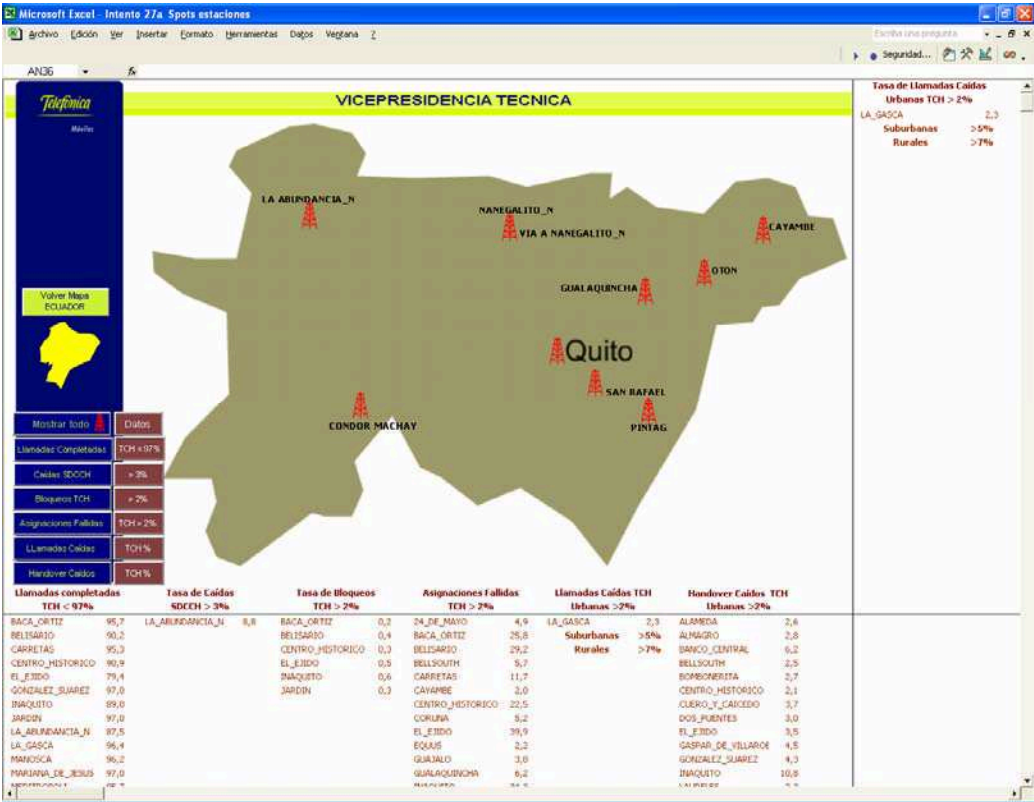 Microsoft Excel - Intento 27a Spots estaciones
Archivo Edición Ver Insertar Formato Herramientas Datos Ventana ?
Escriba una pregunta
Seguridad...
AN36 fx
Telefónica
Móviles
VICEPRESIDENCIA TECNICA
Tasa de Llamadas Caídas
Urbanas TCH > 2%
LA_GASCA 2,3
Suburbanas >5%
Rurales >7%
LA ABUNDANCIA_N
NANEGALITO_N
VIA A NANEGALITO_N
CAYAMBE
OTON
GUALAQUINCHA
Quito
SAN RAFAEL
PINTAG
CONDOR MACHAY
Volver Mapa
ECUADOR
Mostrar todo Datos
Llamadas Completadas TCH <97%
Caídas SDCCH > 3%
Bloqueos TCH > 2%
Asignaciones Fallidas TCH > 2%
LLamadas Caídas TCH %
Handover Caídos TCH %
Llamadas completadas Tasa de Caídas Tasa de Bloqueos Asignaciones Fallidas Llamadas Caídas TCH Handover Caídos TCH
TCH < 97% SDCCH > 3% TCH > 2% TCH > 2% Urbanas >2% Urbanas >2%
BACA_ORTIZ 95,7 LA_ABUNDANCIA_N 8,8 BACA_ORTIZ 0,2 24_DE_MAYO 4,9 LA_GASCA 2,3 ALAMEDA 2,6
BELISARIO 90,2 BELISARIO 0,4 BACA_ORTIZ 25,8 Suburbanas >5% ALMAGRO 2,8
CARRETAS 95,3 CENTRO_HISTORICO 0,3 BELISARIO 29,2 Rurales >7% BANCO_CENTRAL 6,2
CENTRO_HISTORICO 90,9 EL_EJIDO 0,5 BELLSOUTH 5,7 BELLSOUTH 2,5
EL_EJIDO 79,4 INAQUITO 0,6 CARRETAS 11,7 BOMBONERITA 2,7
GONZALEZ_SUAREZ 97,0 JARDIN 0,3 CAYAMBE 2,0 CENTRO_HISTORICO 2,1
INAQUITO 89,0 CENTRO_HISTORICO 22,5 CUERO_Y_CAICEDO 3,7
JARDIN 97,0 CORUNA 5,2 DOS_PUENTES 3,0
LA_ABUNDANCIA_N 87,5 EL_EJIDO 39,9 EL_EJIDO 3,5
LA_GASCA 96,4 EQUUS 2,2 GASPAR_DE_VILLAROE 4,5
MANOSCA 96,2 GUAJALO 3,8 GONZALEZ_SUAREZ 4,3
MARIANA_DE_JESUS 97,0 GUALAQUINCHA 6,2 INAQUITO 10,8